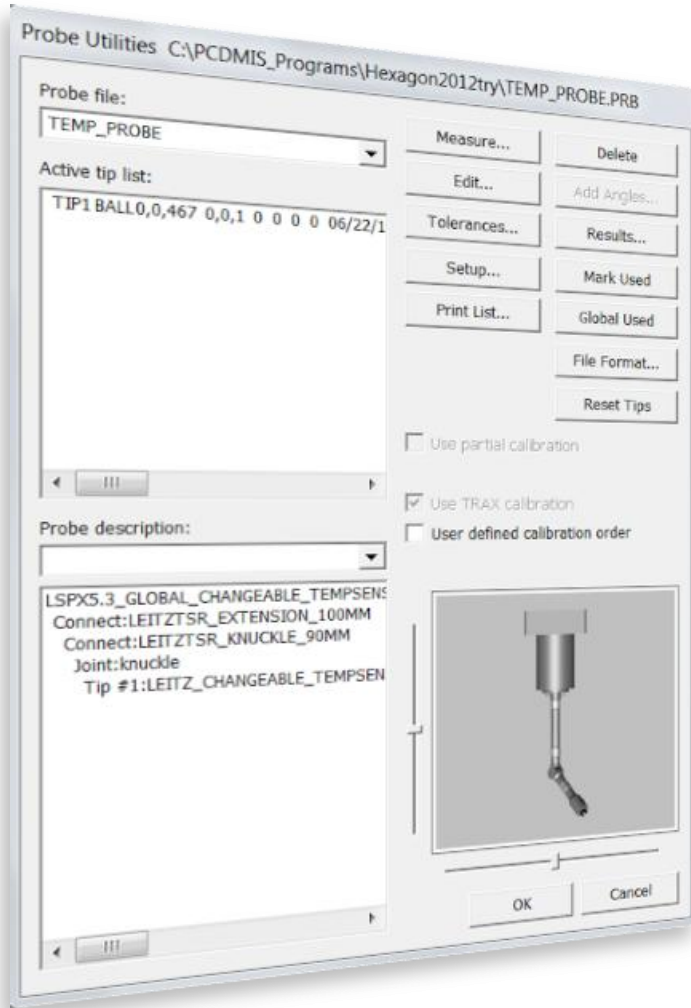 Probe Utilities C:\PCDMIS_Programs\Hexagon2012try\TEMP_PROBE.PRB
Probe file:
TEMP_PROBE
Active tip list:
TIP1 BALL0,0,467 0,0,1 0 0 0 0 06/22/1
Measure...
Delete
Edit...
Add Angles...
Tolerances...
Results...
Setup...
Mark Used
Print List...
Global Used
File Format...
Reset Tips
Use partial calibration
Use TRAX calibration
User defined calibration order
Probe description:
LSPX5.3_GLOBAL_CHANGEABLE_TEMPSENS
Connect:LEITZTSR_EXTENSION_100MM
Connect:LEITZTSR_KNUCKLE_90MM
Joint:knuckle
Tip #1:LEITZ_CHANGEABLE_TEMPSEN
OK
Cancel